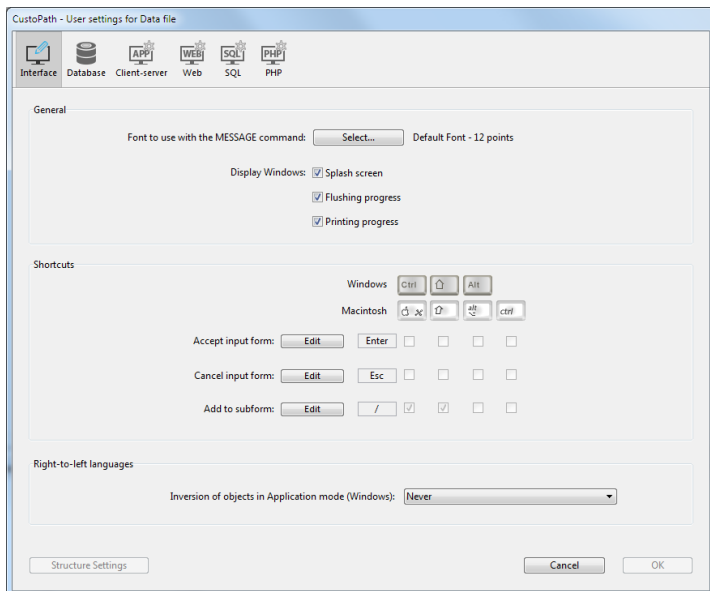 CustoPath - User settings for Data file
APP WEB SQL PHP
Interface Database Client-server Web SQL PHP
General
Font to use with the MESSAGE command: Select... Default Font - 12 points
Display Windows: Splash screen
Flushing progress
Printing progress
Shortcuts
Windows Ctrl Alt
Macintosh alt ctrl
Accept input form: Edit Enter
Cancel input form: Edit Esc
Add to subform: Edit /
Right-to-left languages
Inversion of objects in Application mode (Windows): Never
Structure Settings Cancel OK